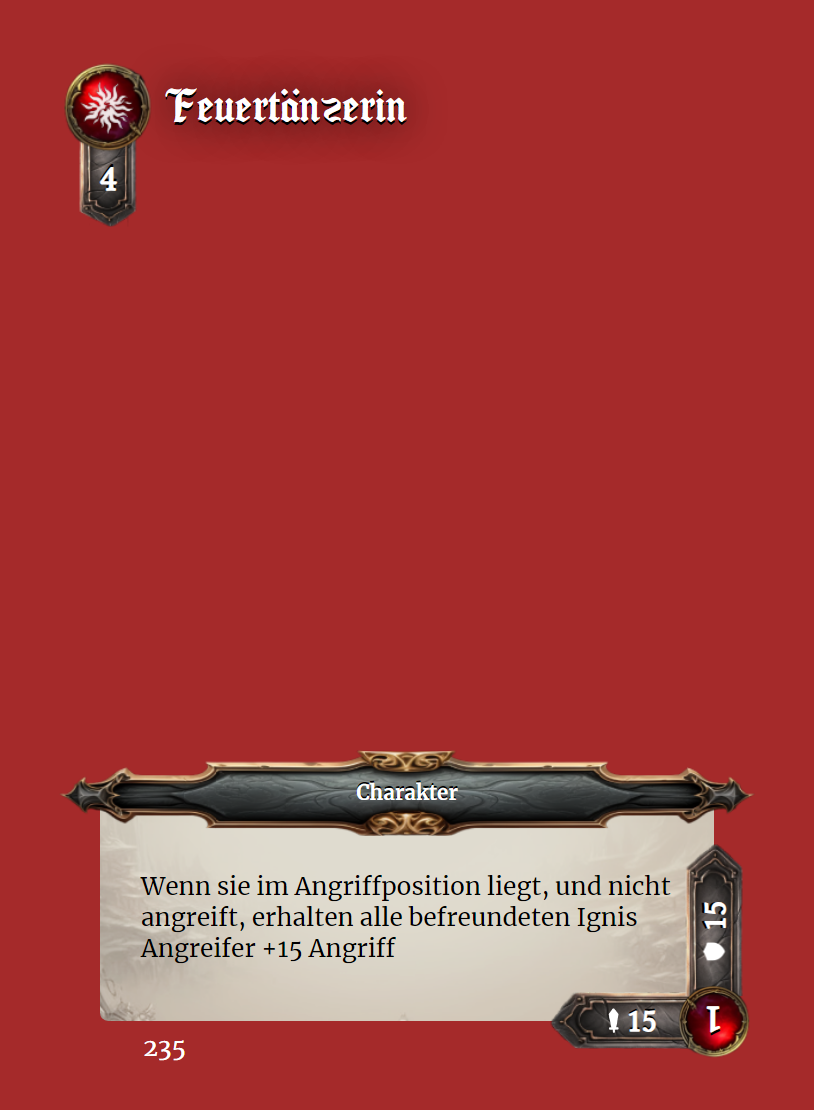 Feuertänzerin
4
Charakter
Wenn sie im Angriffposition liegt, und nicht
angreift, erhalten alle befreundeten Ignis
Angreifer +15 Angriff
15
15
1
235